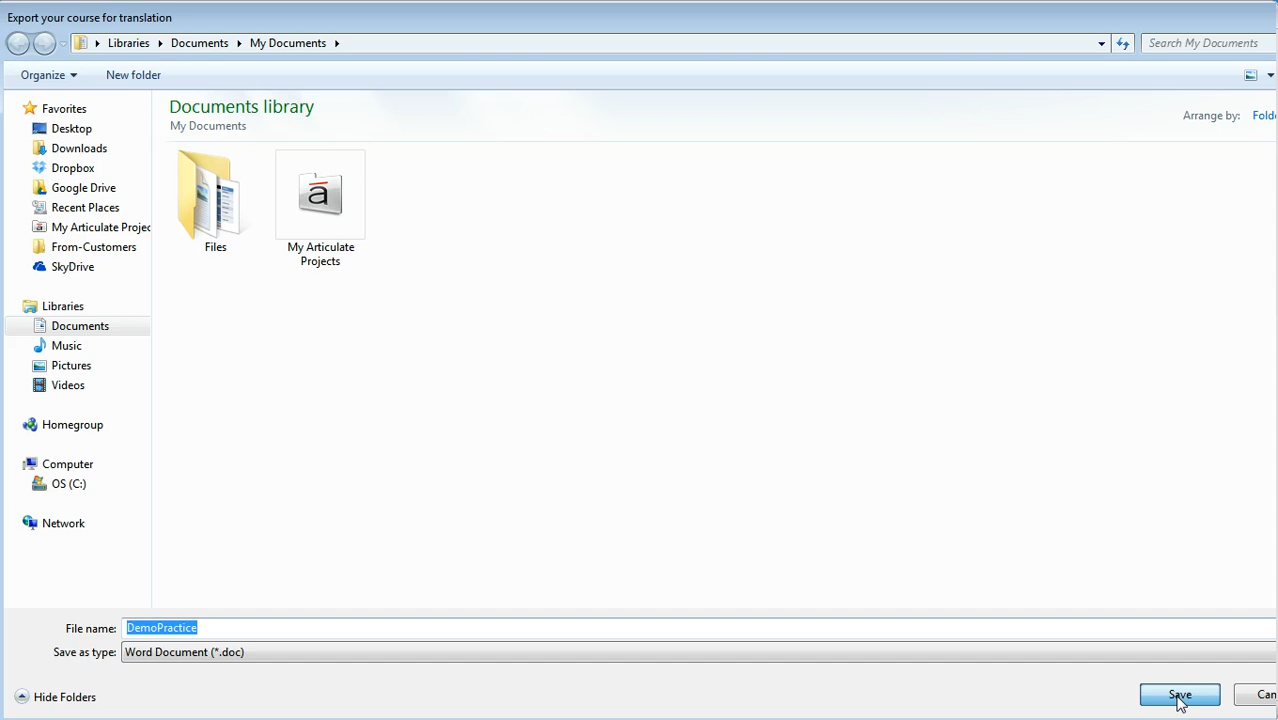 Export your course for translation
Libraries Documents My Documents
Search My Documents
Organize New folder
Favorites
Desktop
Downloads
Dropbox
Google Drive
Recent Places
My Articulate Projec
From-Customers
SkyDrive
Libraries
Documents
Music
Pictures
Videos
Homegroup
Computer
OS (C:)
Network
Documents library
My Documents
Arrange by: Folde
Files
My Articulate
Projects
ā
File name: DemoPractice
Save as type: Word Document (*.doc)
Hide Folders
Save
Can